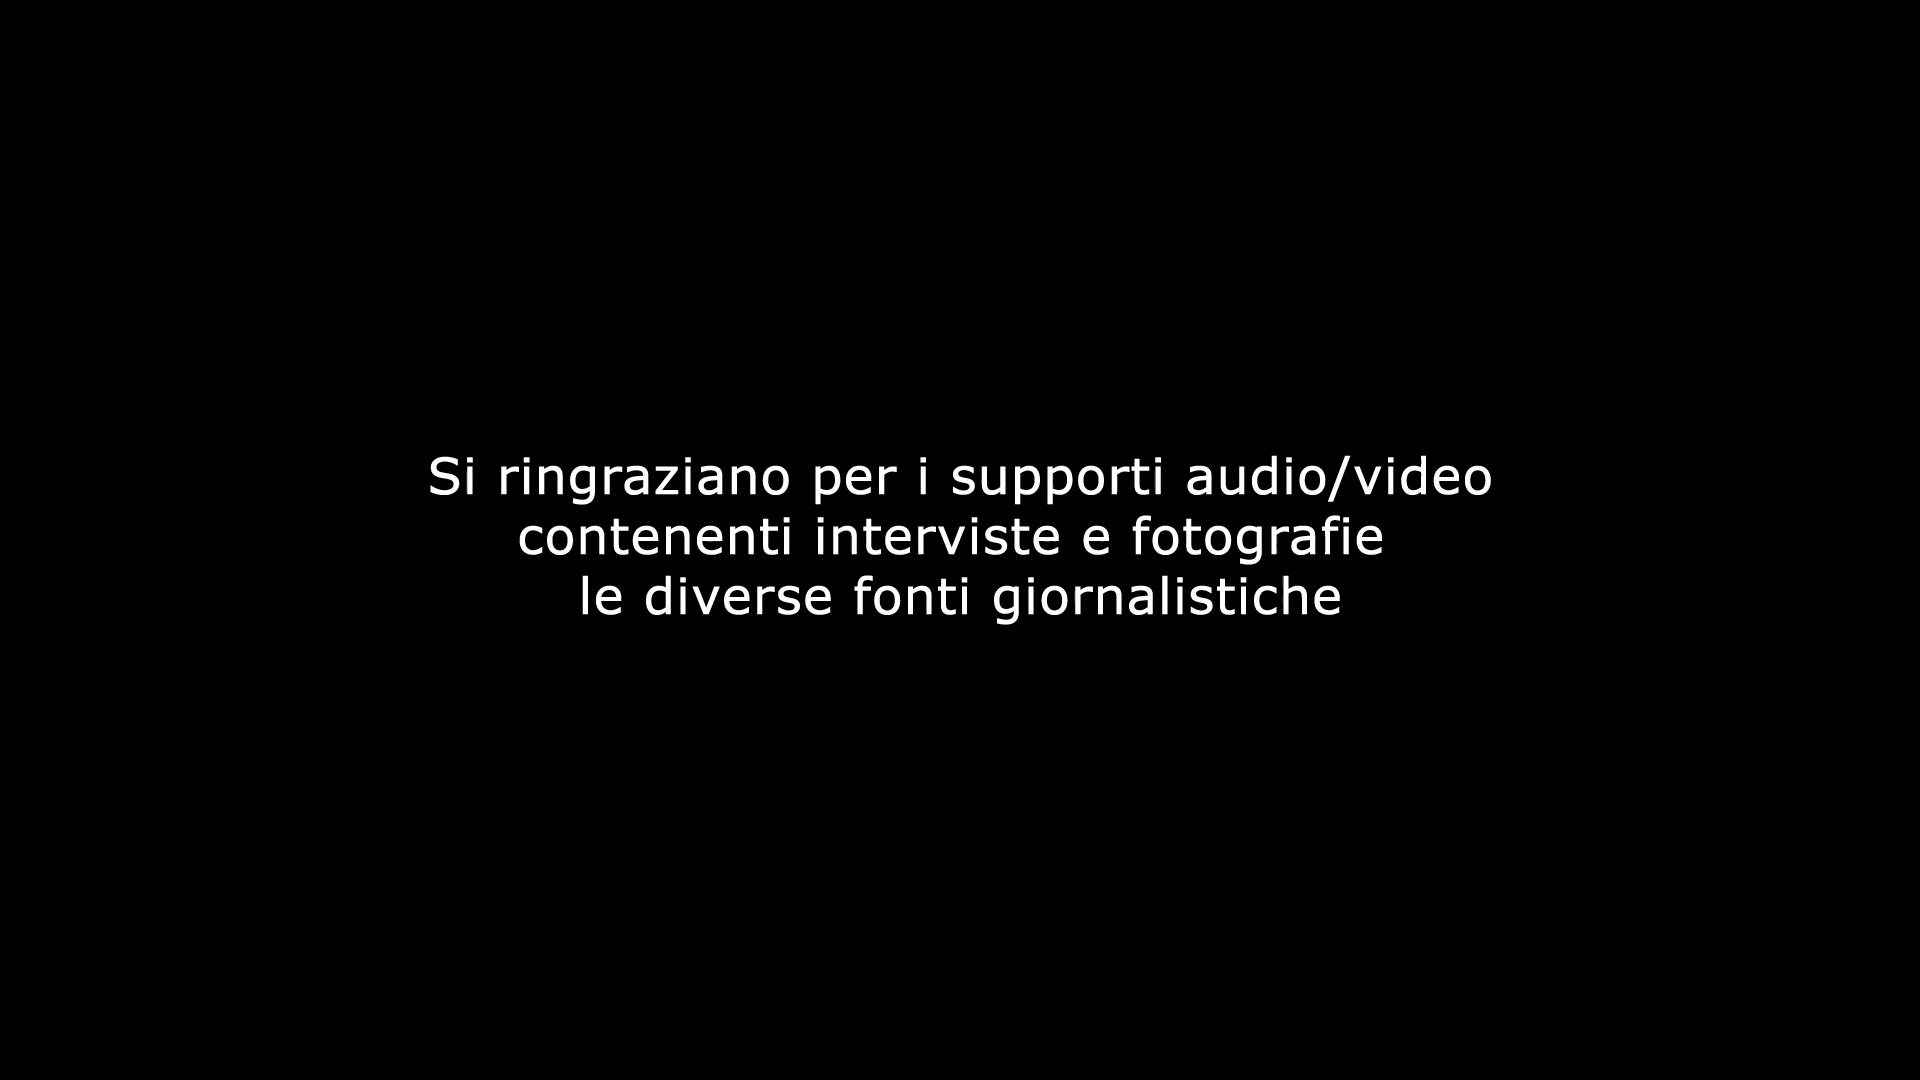 Si ringraziano per i supporti audio/video
contenenti interviste e fotografie
le diverse fonti giornalistiche